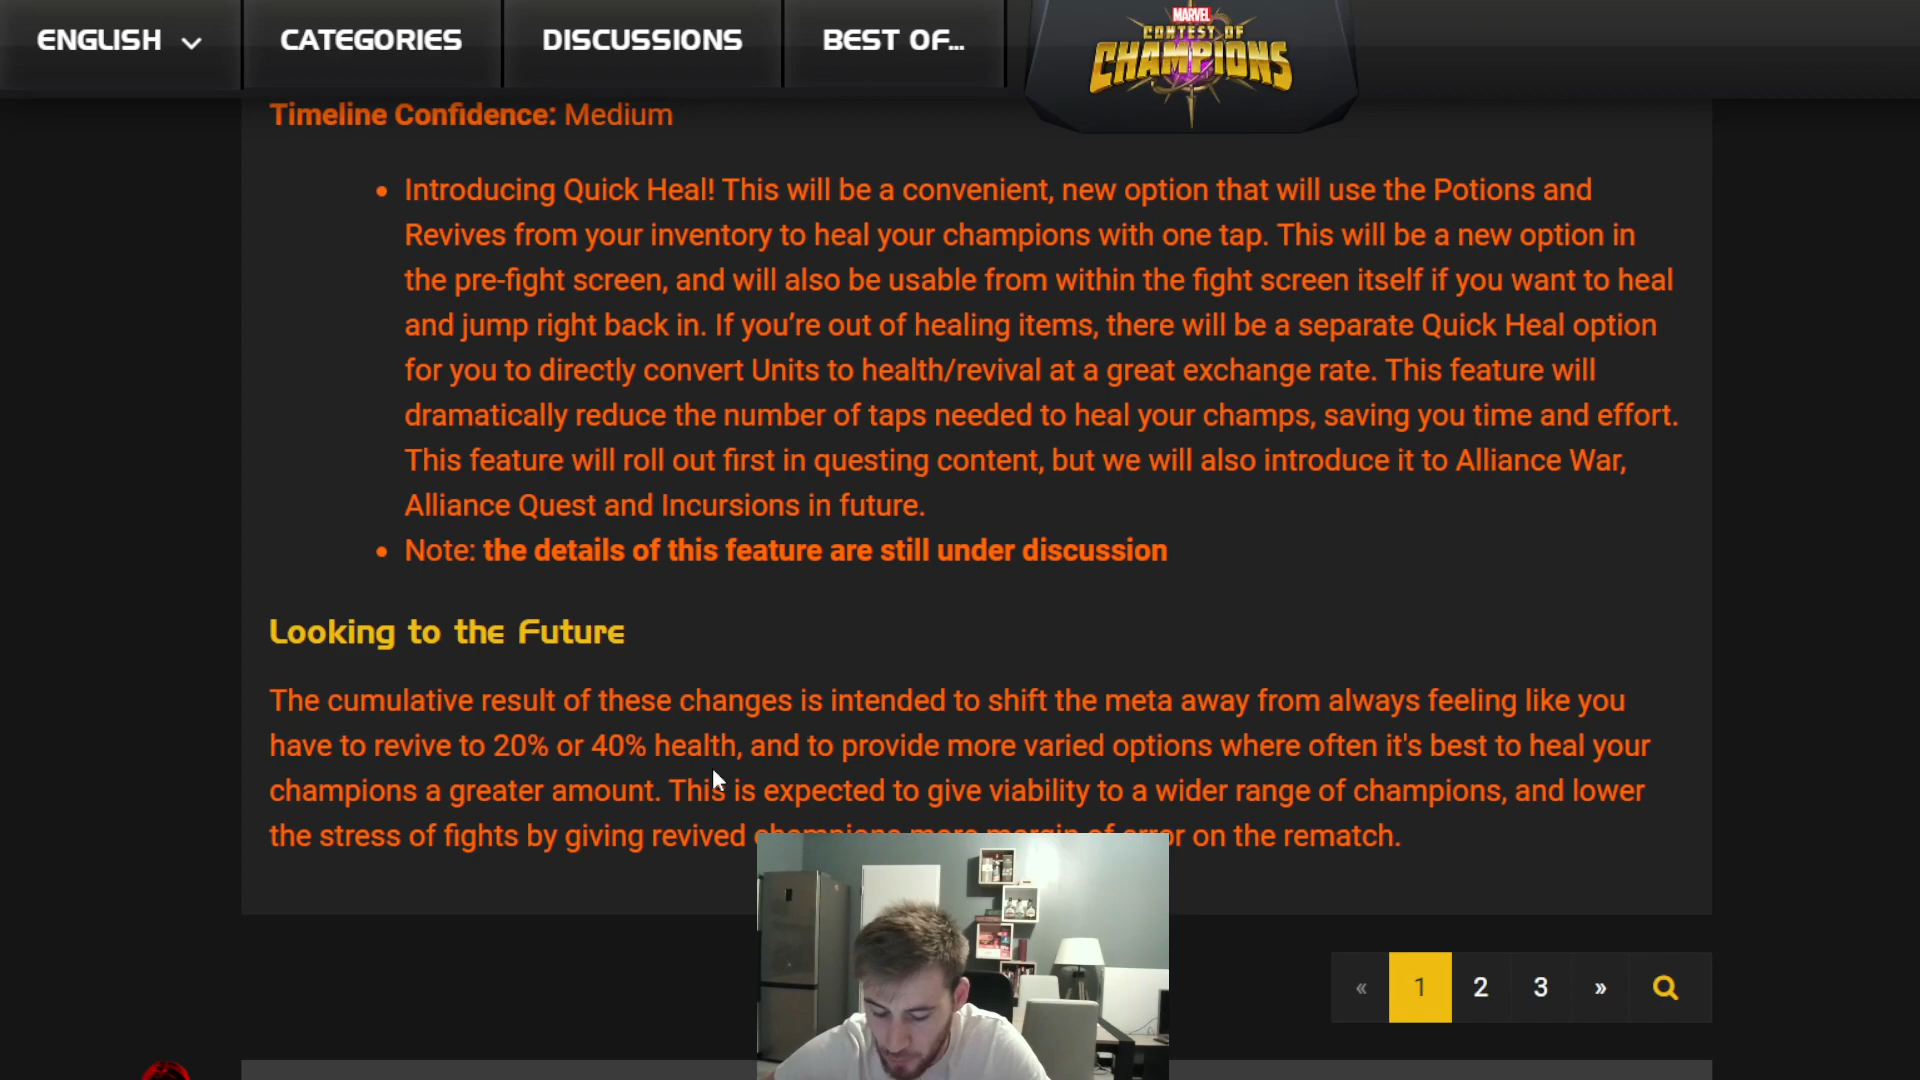 ENGLISH CATEGORIES DISCUSSIONS BEST OF...
MARVEL
CONTEST OF
CHAMPIONS
Timeline Confidence: Medium
• Introducing Quick Heal! This will be a convenient, new option that will use the Potions and
Revives from your inventory to heal your champions with one tap. This will be a new option in
the pre-fight screen, and will also be usable from within the fight screen itself if you want to heal
and jump right back in. If you’re out of healing items, there will be a separate Quick Heal option
for you to directly convert Units to health/revival at a great exchange rate. This feature will
dramatically reduce the number of taps needed to heal your champs, saving you time and effort.
This feature will roll out first in questing content, but we will also introduce it to Alliance War,
Alliance Quest and Incursions in future.
• Note: the details of this feature are still under discussion
Looking to the Future
The cumulative result of these changes is intended to shift the meta away from always feeling like you
have to revive to 20% or 40% health, and to provide more varied options where often it's best to heal your
champions a greater amount. This is expected to give viability to a wider range of champions, and lower
the stress of fights by giving revived champions more margin of error on the rematch.
« 1 2 3 »